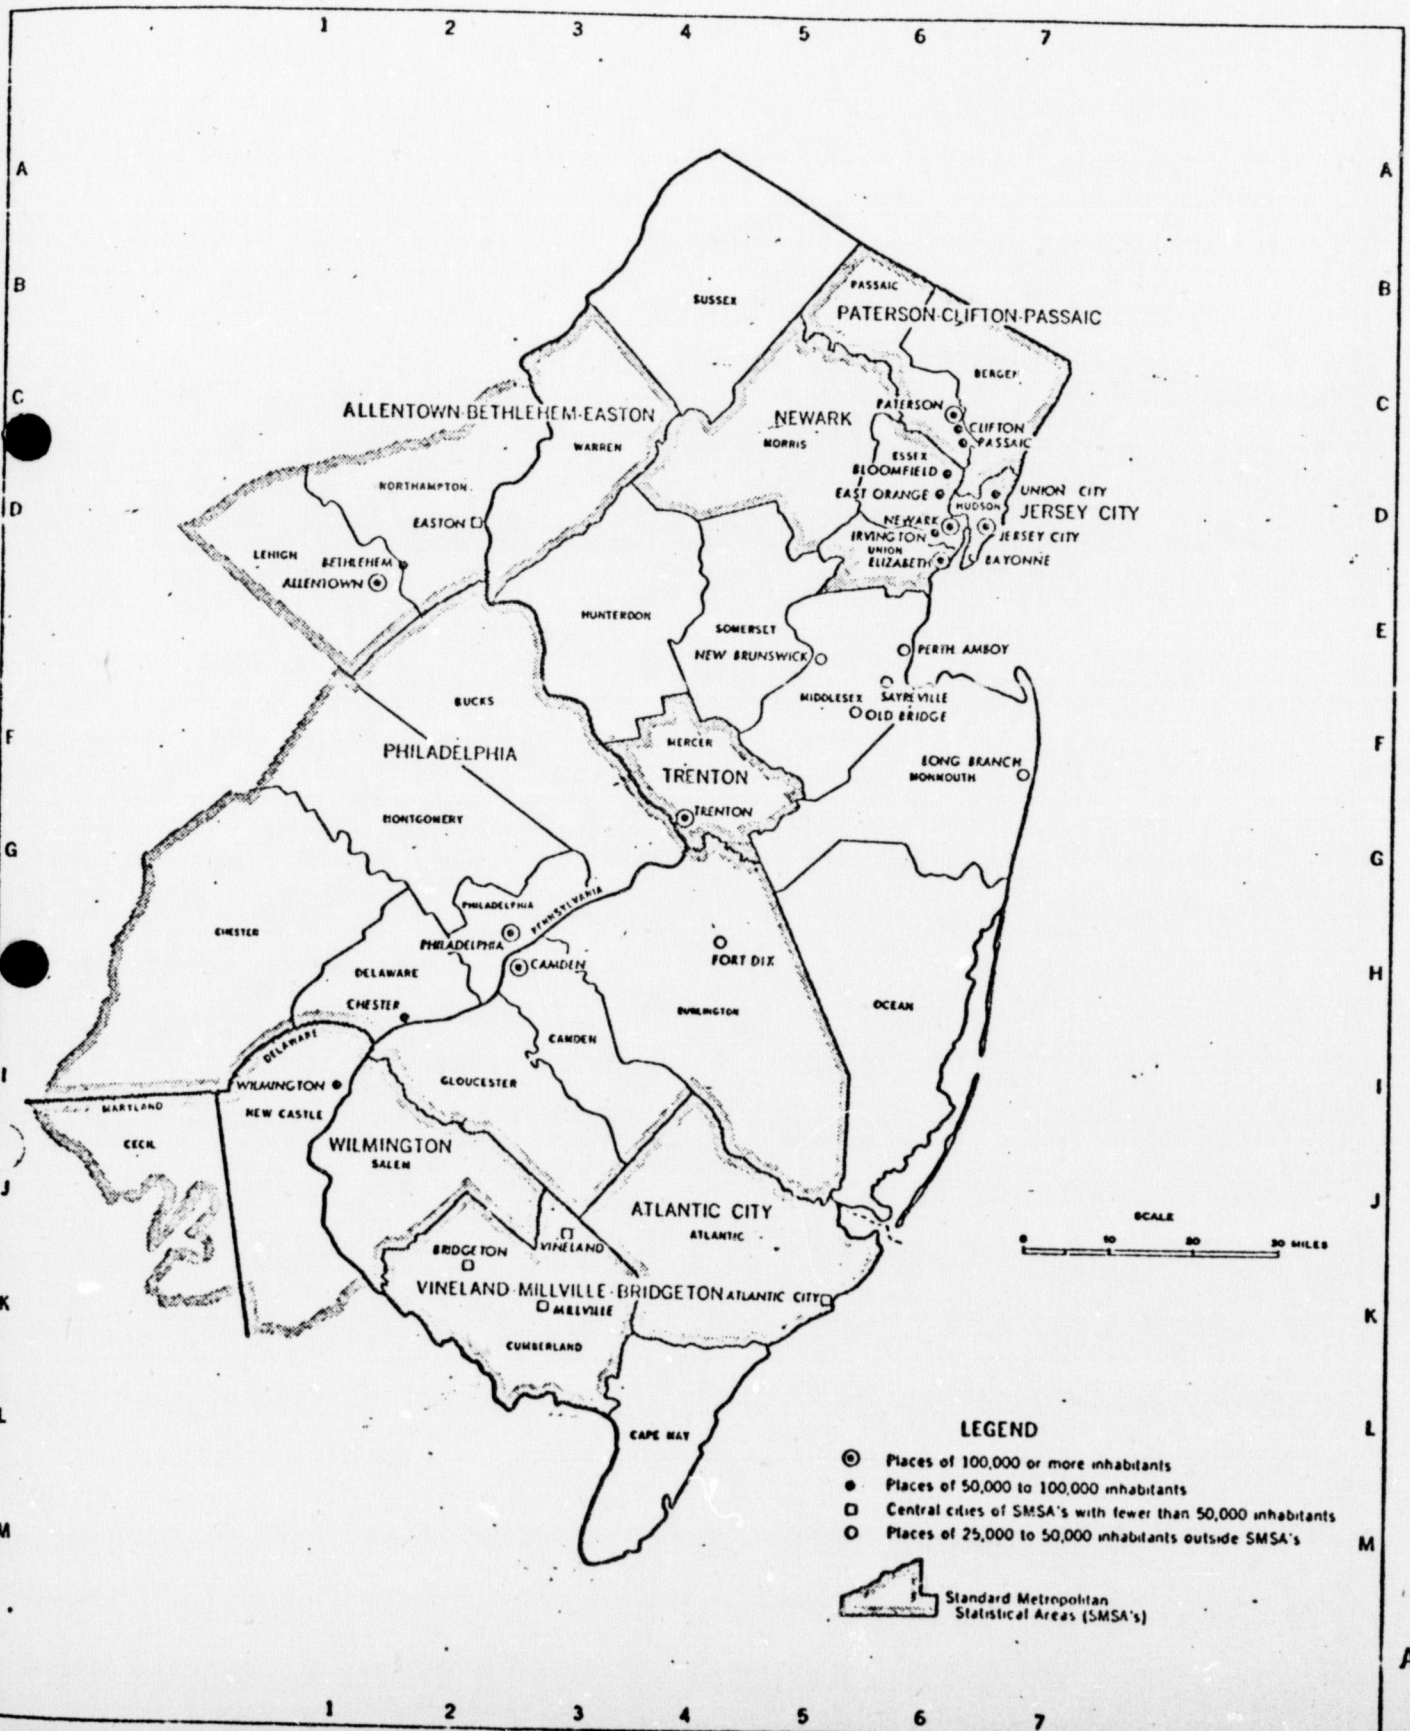 1 2 3 4 5 6 7
A A
B B
SUSSEX
PASSAIC
PATERSON·CLIFTON·PASSAIC
BERGEN
C C
ALLENTOWN·BETHLEHEM·EASTON
NEWARK
PATERSON
CLIFTON
PASSAIC
WARREN
MORRIS
ESSEX
BLOOMFIELD
NORTHAMPTON
EAST ORANGE
UNION CITY
HUDSON
JERSEY CITY
D D
EASTON
NEWARK
IRVINGTON
JERSEY CITY
UNION
ELIZABETH
BAYONNE
LEHIGH
BETHLEHEM
ALLENTOWN
HUNTERDON
SOMERSET
E
NEW BRUNSWICK
PERTH AMBOY
BUCKS
MIDDLESEX
SAYREVILLE
OLD BRIDGE
F F
PHILADELPHIA
MERCER
TRENTON
LONG BRANCH
MONMOUTH
TRENTON
MONTGOMERY
G G
PHILADELPHIA
PENNSYLVANIA
CHESTER
PHILADELPHIA
CAMDEN
FORT DIX
H
DELAWARE
CHESTER
BURLINGTON
OCEAN
DELAWARE
CAMDEN
I I
WILMINGTON
GLOUCESTER
MARYLAND
NEW CASTLE
CECIL
WILMINGTON
SALEM
J J
ATLANTIC CITY
ATLANTIC
SCALE
0 10 20 30 MILES
BRIDGETON
VINELAND
VINELAND·MILLVILLE·BRIDGETON
ATLANTIC CITY
K K
MILLVILLE
CUMBERLAND
L L
CAPE MAY
LEGEND
Places of 100,000 or more inhabitants
Places of 50,000 to 100,000 inhabitants
Central cities of SMSA's with fewer than 50,000 inhabitants
Places of 25,000 to 50,000 inhabitants outside SMSA's
M M
Standard Metropolitan
Statistical Areas (SMSA's)
A
1 2 3 4 5 6 7